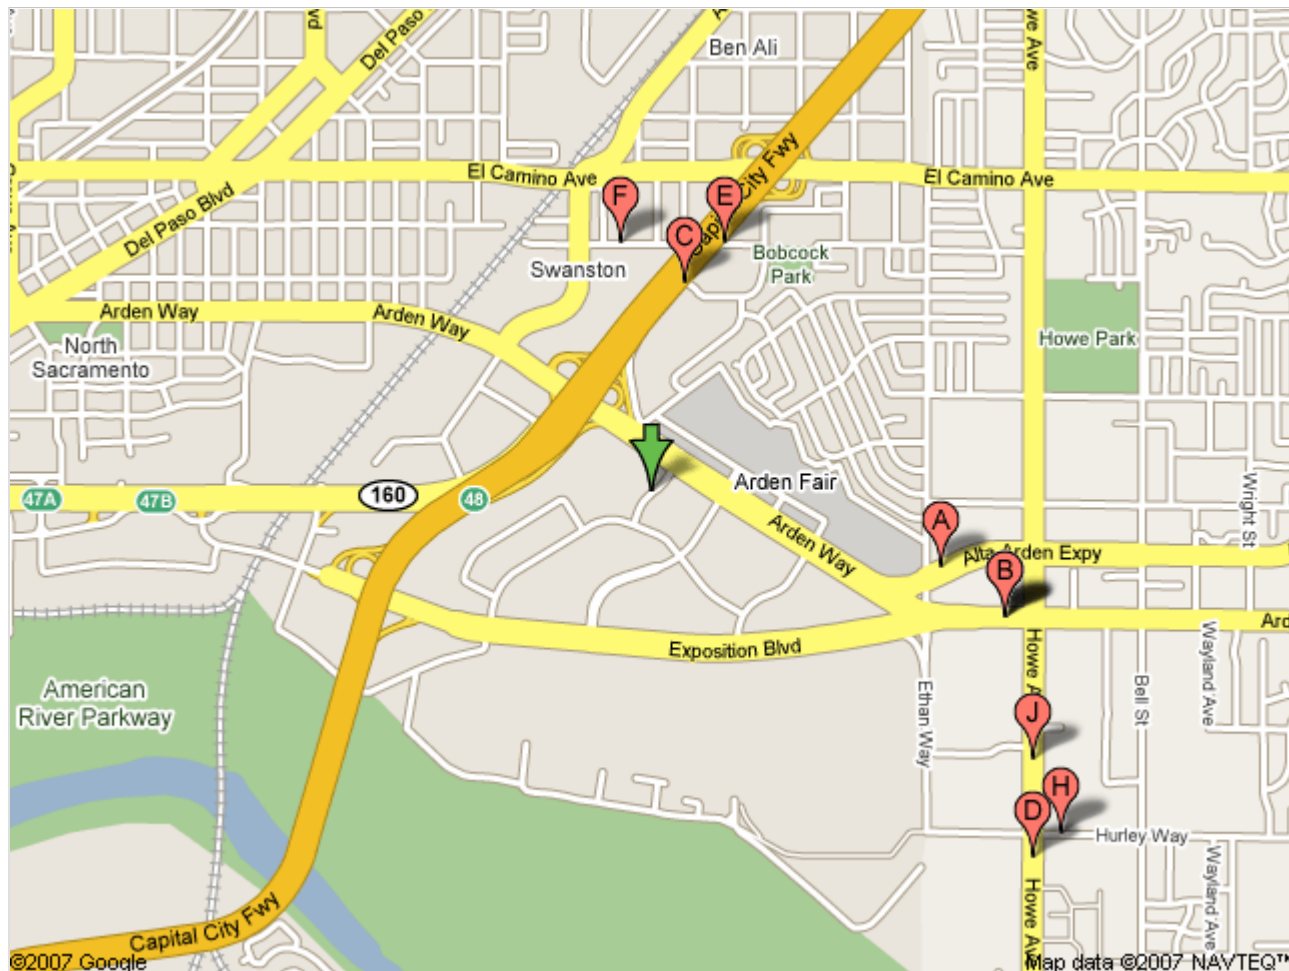 Del Paso
Ben Ali
we Ave
El Camino Ave
El Camino Ave
F
E
C
Capital City Fwy
Del Paso Blvd
Swanston
Bobcock
Park
Arden Way
Arden Way
North
Sacramento
Howe Park
47A
47B
160
48
Arden Fair
Wright St
Arden Way
A
Alta Arden Expy
B
Ard
Exposition Blvd
Howe A
Wayland Ave
Bell St
Ethan Way
American
River Parkway
J
H
D
Hurley Way
Wayland Ave
Howe Av
Capital City Fwy
©2007 Google
Map data ©2007 NAVTEQ™